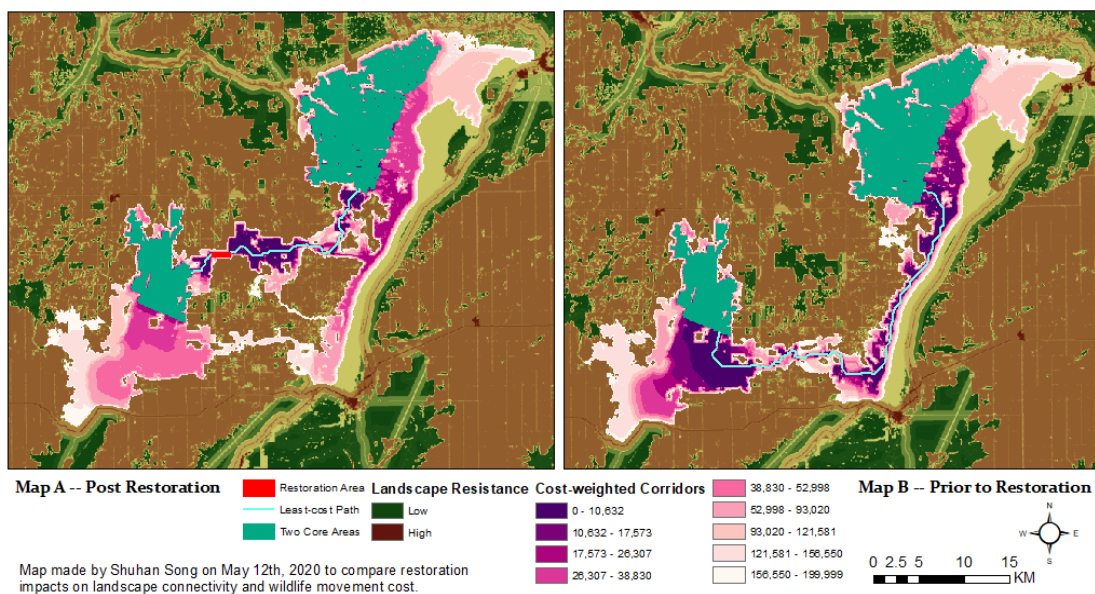 Map A -- Post Restoration
Restoration Area
Least-cost Path
Two Core Areas
Landscape Resistance
Low
High
Cost-weighted Corridors
0 - 10,632
10,632 - 17,573
17,573 - 26,307
26,307 - 38,830
38,830 - 52,998
52,998 - 93,020
93,020 - 121,581
121,581 - 156,550
156,550 - 199,999
Map B -- Prior to Restoration
N
W
E
S
0 2.5 5 10 15
KM
Map made by Shuhan Song on May 12th, 2020 to compare restoration
impacts on landscape connectivity and wildlife movement cost.